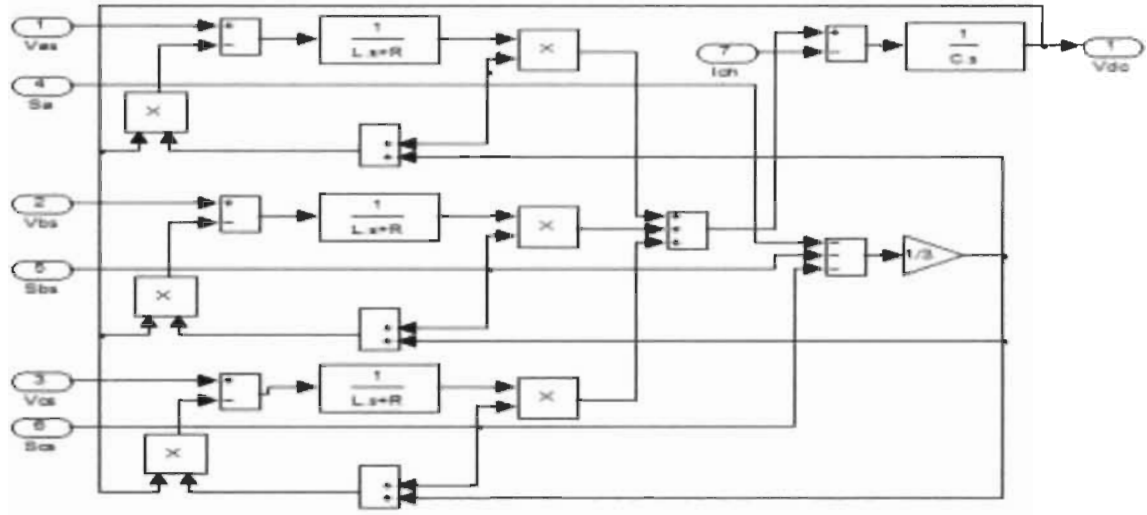 1
Vas
4
Sa
2
Vbs
5
Sbs
3
Vcs
6
Scs
1
L.s+R
×
×
1
L.s+R
×
×
1
L.s+R
×
×
7
Ich
1
C.s
1
Vdc
1/3